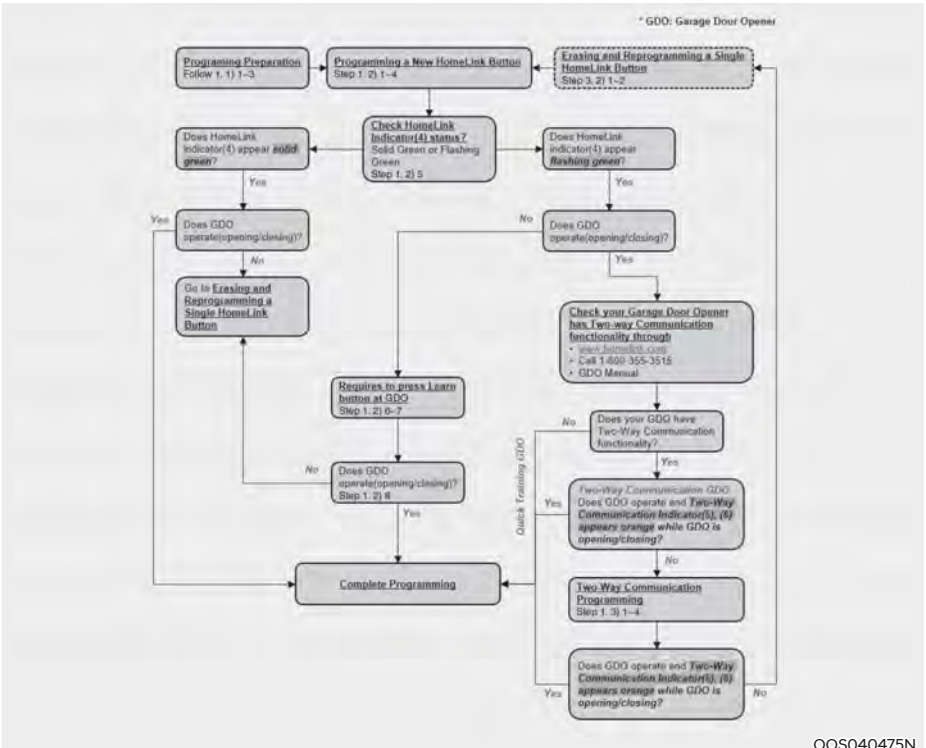 * GDO: Garage Door Opener
Programing Preparation
Follow 1. 1) 1~3
Programming a New HomeLink Button
Step 1. 2) 1~4
Erasing and Reprogramming a Single
HomeLink Button
Step 3. 2) 1~2
Check HomeLink
Indicator(4) status?
Solid Green or Flashing
Green
Step 1. 2) 5
Does HomeLink
indicator(4) appear solid
green?
Does HomeLink
indicator(4) appear
flashing green?
Yes
Yes
Yes
Does GDO
operate(opening/closing)?
No
Does GDO
operate(opening/closing)?
No
Yes
Go to Erasing and
Reprogramming a
Single HomeLink
Button
Check your Garage Door Opener
has Two-way Communication
functionality through
• www.homelink.com
• Call 1-800-355-3515
• GDO Manual
Requires to press Learn
button at GDO
Step 1. 2) 6~7
No
Does your GDO have
Two-Way Communication
functionality?
Yes
Quick Training GDO
No
Does GDO
operate(opening/closing)?
Step 1. 2) 8
Yes
Yes
Two-Way Communication GDO
Does GDO operate and Two-Way
Communication Indicator(5), (6)
appears orange while GDO is
opening/closing?
No
Complete Programming
Two Way Communication
Programming
Step 1. 3) 1~4
Yes
Does GDO operate and Two-Way
Communication Indicator(5), (6)
appears orange while GDO is
opening/closing?
No
OOS040475N